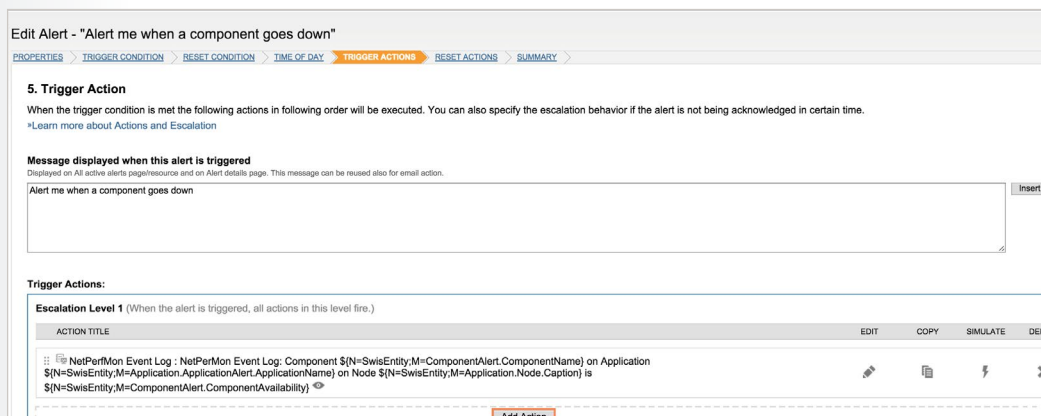 Edit Alert - "Alert me when a component goes down"
PROPERTIES TRIGGER CONDITION RESET CONDITION TIME OF DAY TRIGGER ACTIONS RESET ACTIONS SUMMARY
5. Trigger Action
When the trigger condition is met the following actions in following order will be executed. You can also specify the escalation behavior if the alert is not being acknowledged in certain time.
»Learn more about Actions and Escalation
Message displayed when this alert is triggered
Displayed on All active alerts page/resource and on Alert details page. This message can be reused also for email action.
Alert me when a component goes down
Insert
Trigger Actions:
Escalation Level 1 (When the alert is triggered, all actions in this level fire.)
ACTION TITLE EDIT COPY SIMULATE
NetPerfMon Event Log : NetPerMon Event Log: Component ${N=SwisEntity;M=ComponentAlert.ComponentName} on Application
${N=SwisEntity;M=Application.ApplicationAlert.ApplicationName} on Node ${N=SwisEntity;M=Application.Node.Caption} is
${N=SwisEntity;M=ComponentAlert.ComponentAvailability}
Add Action